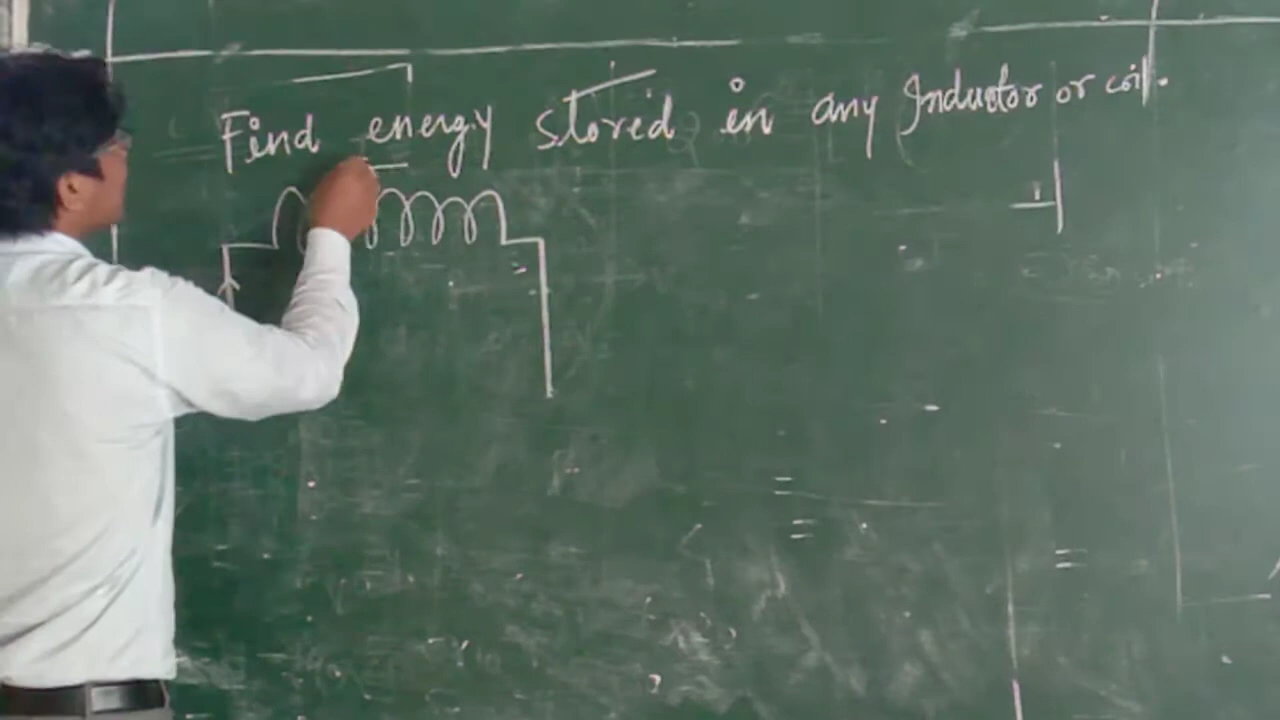 Find energy stored in any Inductor or coil.